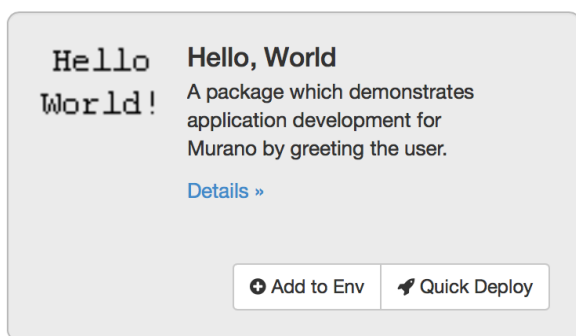 Hello
World!
Hello, World
A package which demonstrates
application development for
Murano by greeting the user.
Details »
Add to Env
Quick Deploy